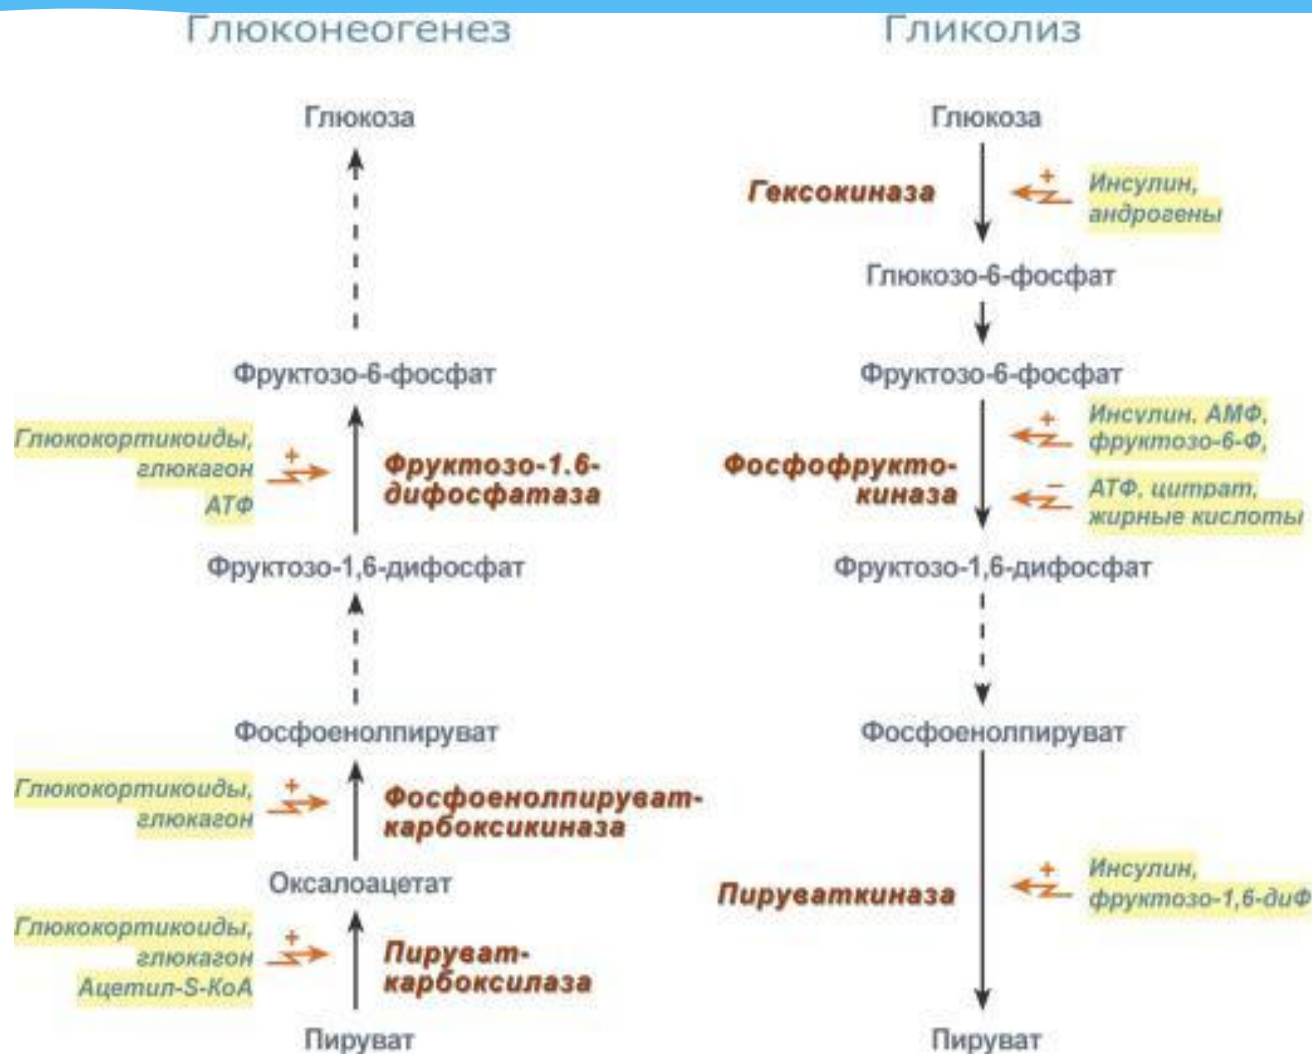 Глюконеогенез
Глюкоза
Фруктозо-6-фосфат
Глюкокортикоиды,
глюкагон
АТФ
+
Фруктозо-1.6-
дифосфатаза
Фруктозо-1,6-дифосфат
Фосфоенолпируват
Глюкокортикоиды,
глюкагон
+
Фосфоенолпируват-
карбоксикиназа
Оксалоацетат
Глюкокортикоиды,
глюкагон
Ацетил-S-КоА
+
Пируват-
карбоксилаза
Пируват
Гликолиз
Глюкоза
Гексокиназа
+
Инсулин,
андрогены
Глюкозо-6-фосфат
Фруктозо-6-фосфат
Фосфофрукто-
киназа
+
Инсулин. АМФ,
фруктозо-6-Ф,
–
АТФ, цитрат,
жирные кислоты
Фруктозо-1,6-дифосфат
Фосфоенолпируват
Пируваткиназа
+
Инсулин,
фруктозо-1,6-диФ
Пируват